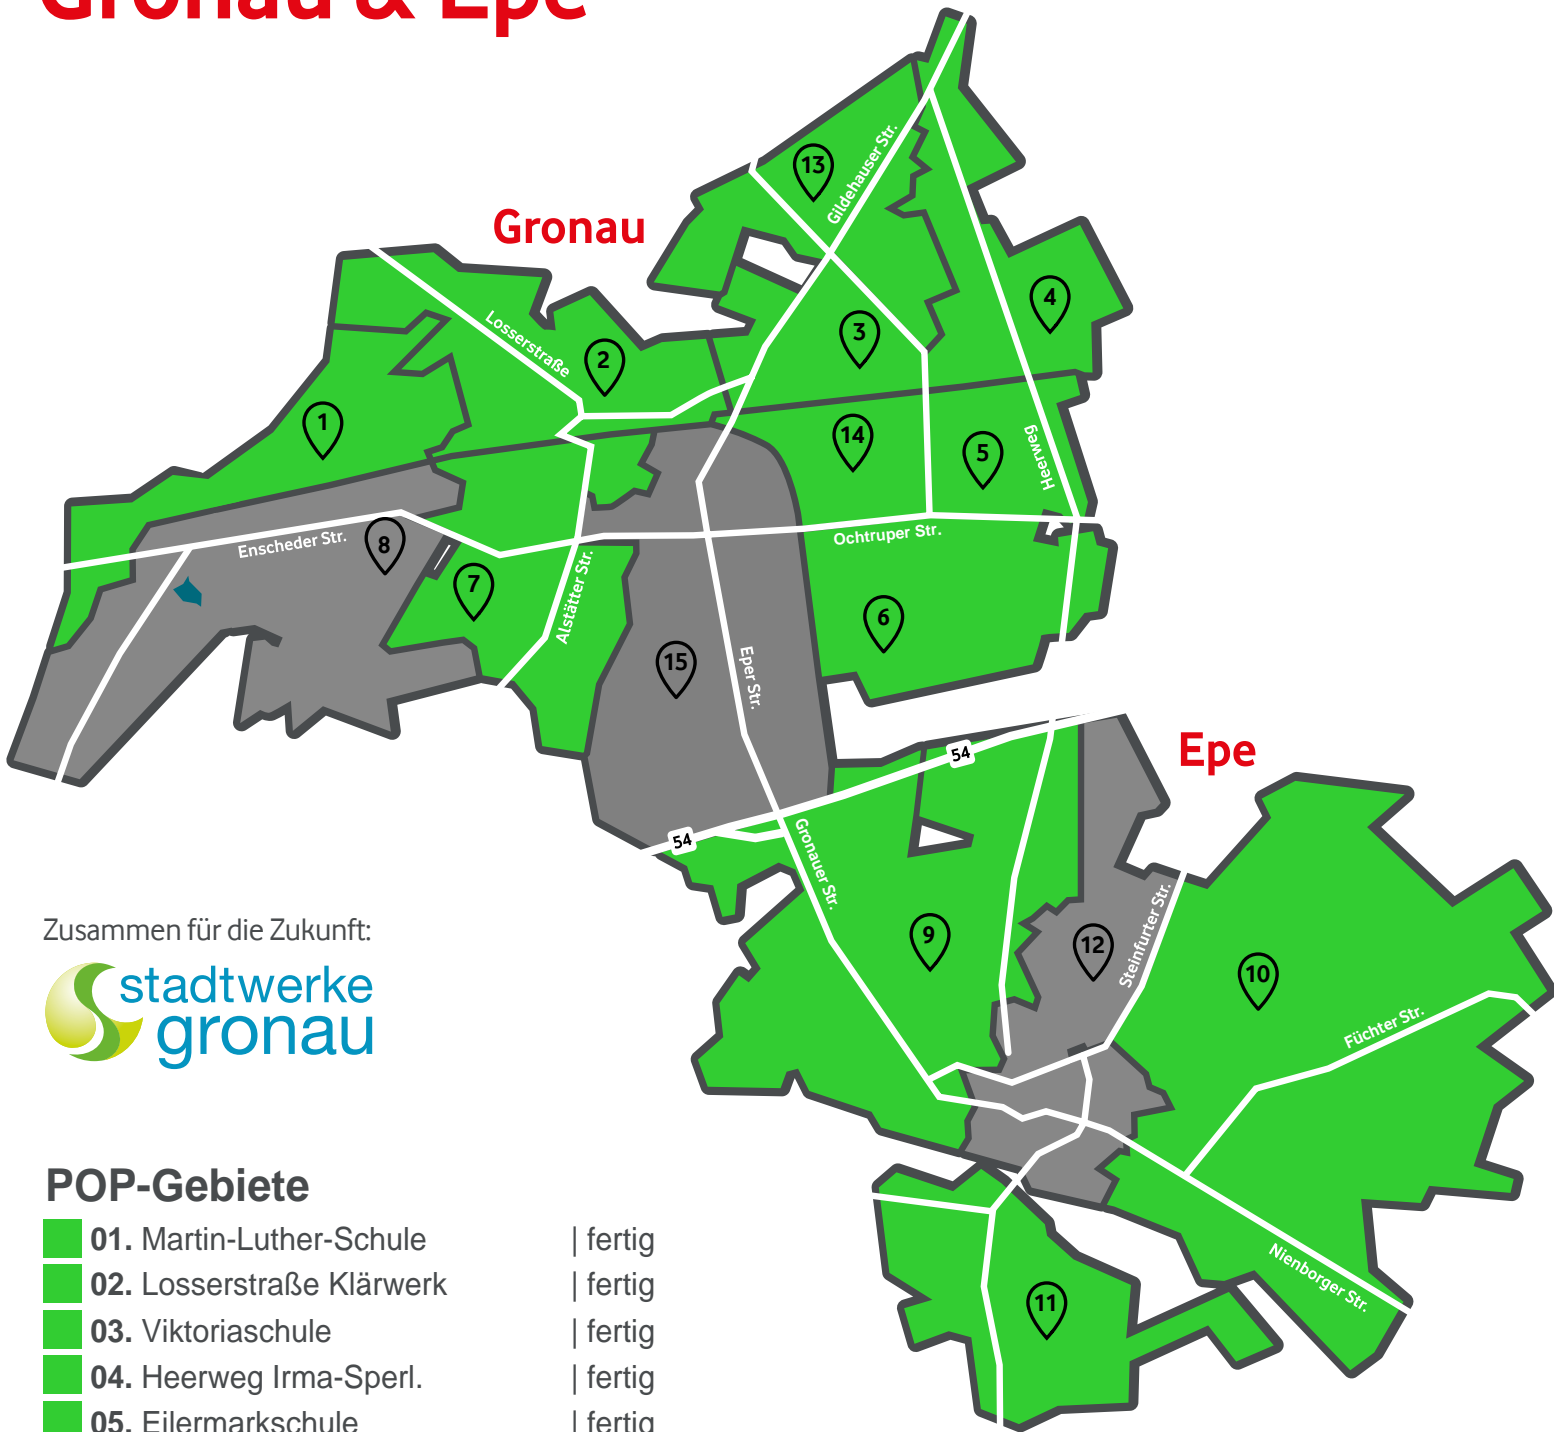 Gronau & Epe
13
Gildehauser Str.
Gronau
4
Losserstraße
3
2
1
14
5
Heerweg
Enscheder Str.
8
Ochtruper Str.
7
Alstätter Str.
6
15
Eper Str.
Epe
54
54
Gronauer Str.
9
12
Steinfurter Str.
10
Füchter Str.
Nienborger Str.
11
Zusammen für die Zukunft:
stadtwerke
gronau
POP-Gebiete
01. Martin-Luther-Schule | fertig
02. Losserstraße Klärwerk | fertig
03. Viktoriaschule | fertig
04. Heerweg Irma-Sperl. | fertig
05. Eilermarkschule | fertig